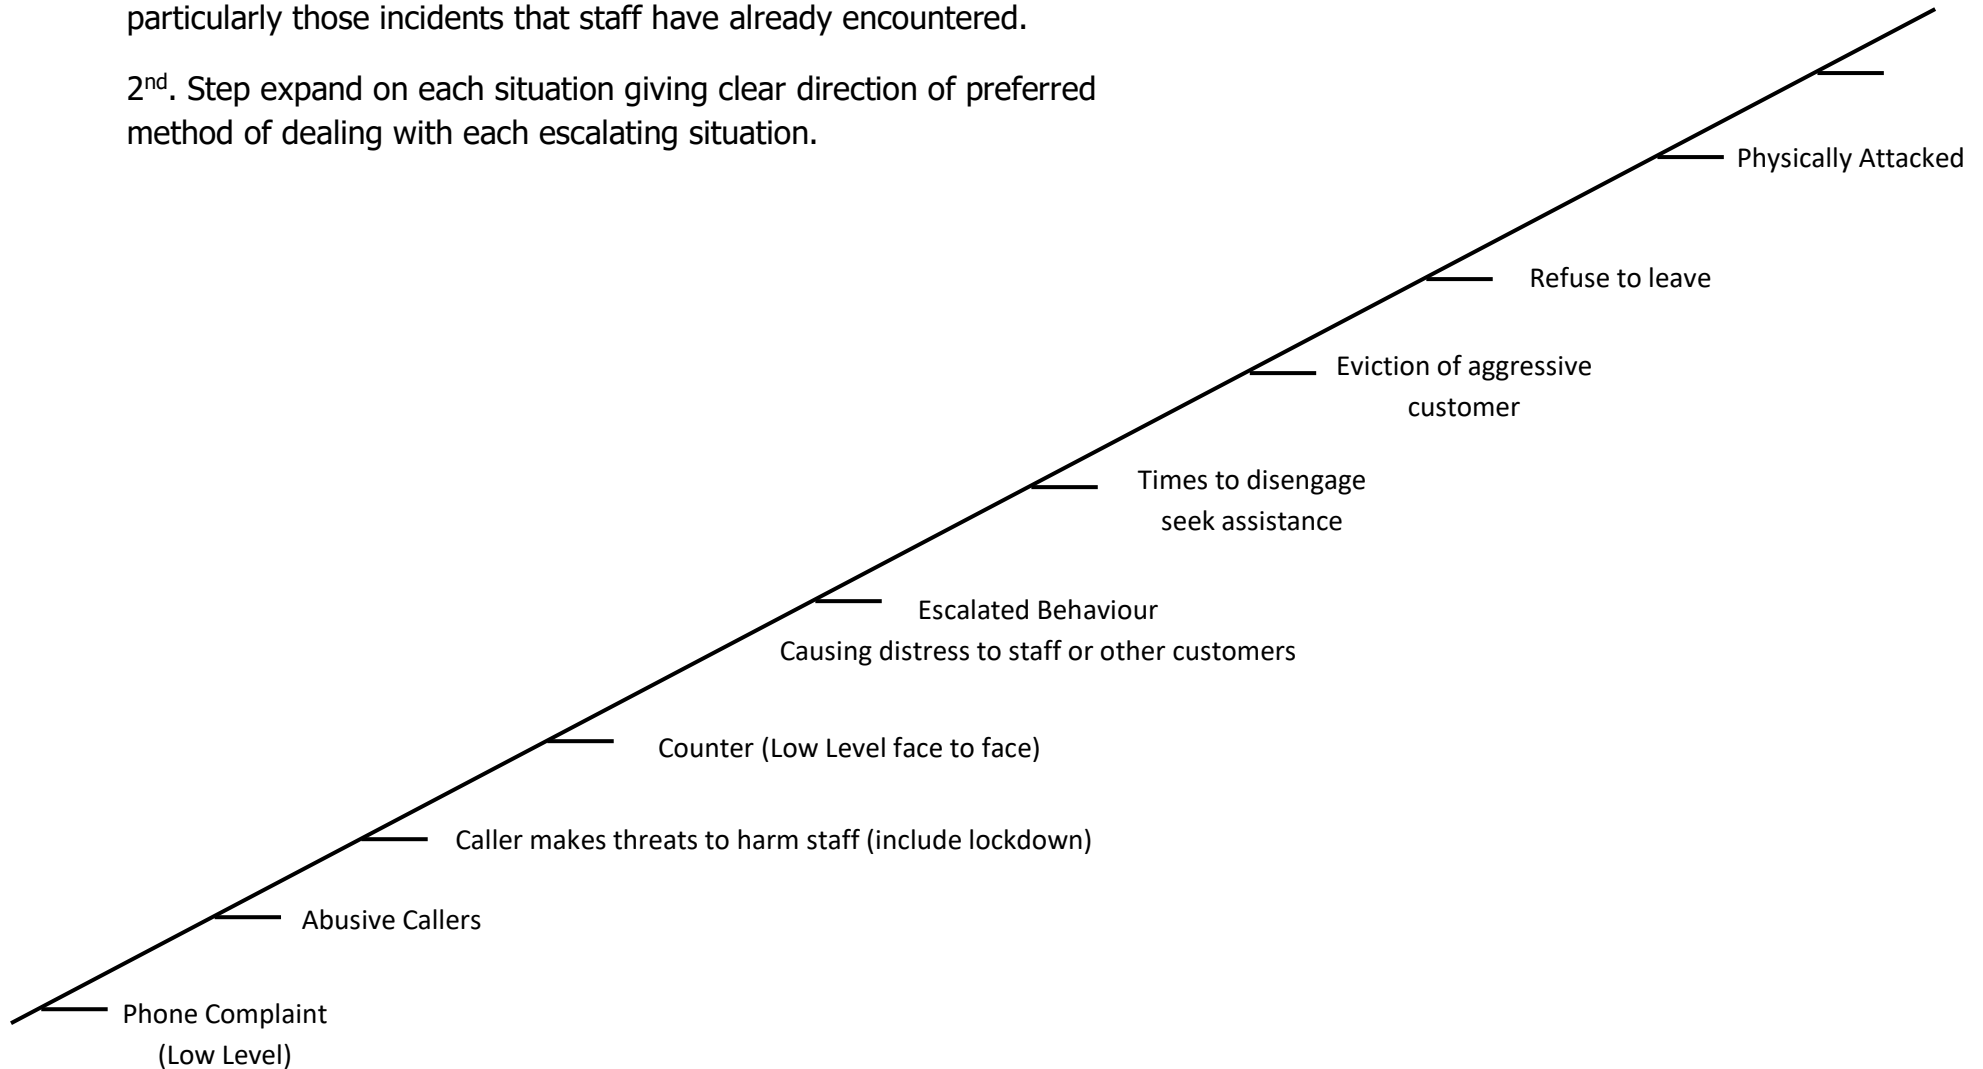 particularly those incidents that staff have already encountered.
2nd. Step expand on each situation giving clear direction of preferred
method of dealing with each escalating situation.
Physically Attacked
Refuse to leave
Eviction of aggressive
customer
Times to disengage
seek assistance
Escalated Behaviour
Causing distress to staff or other customers
Counter (Low Level face to face)
Caller makes threats to harm staff (include lockdown)
Abusive Callers
Phone Complaint
(Low Level)